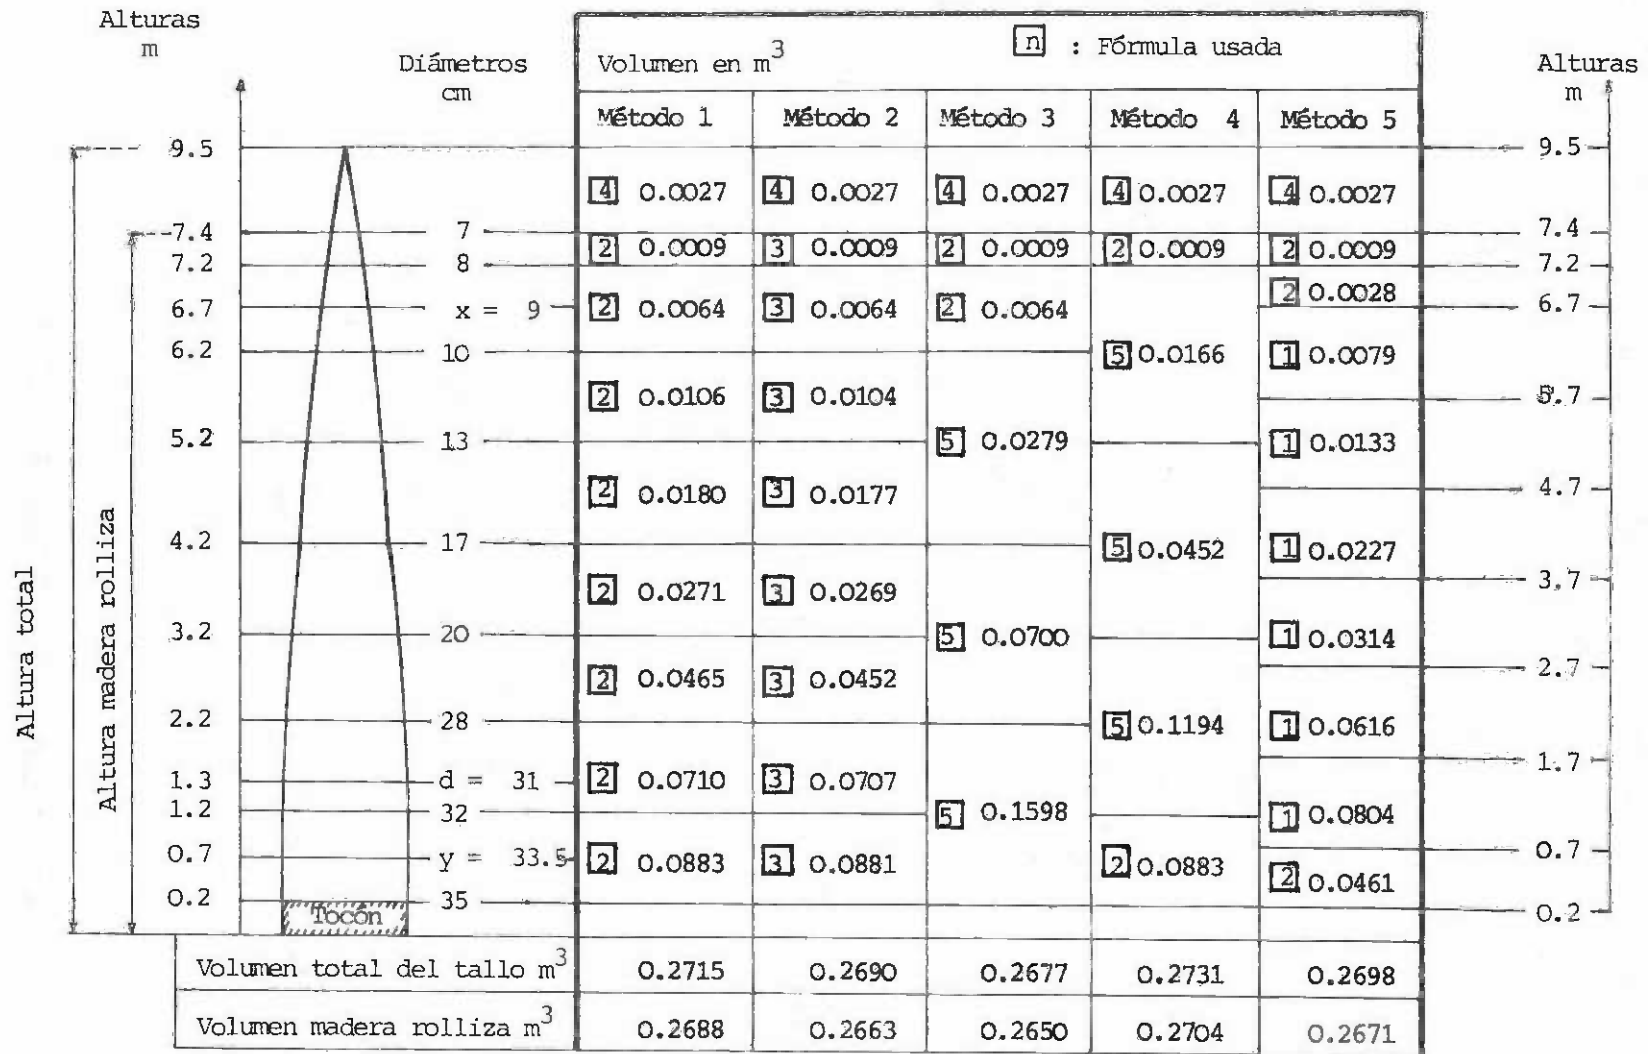 Alturas
m
Diámetros
cm
Volumen en m³
n : Fórmula usada
Alturas
m
Método 1 Método 2 Método 3 Método 4 Método 5
9.5 9.5
4 0.0027 4 0.0027 4 0.0027 4 0.0027 4 0.0027
7.4 7 7.4
2 0.0009 3 0.0009 2 0.0009 2 0.0009 2 0.0009
7.2 8 7.2
2 0.0028
6.7 x = 9 2 0.0064 3 0.0064 2 0.0064 6.7
6.2 10 5 0.0166 1 0.0079
2 0.0106 3 0.0104 5.7
5.2 13 5 0.0279 1 0.0133
2 0.0180 3 0.0177 4.7
4.2 17 5 0.0452 1 0.0227
2 0.0271 3 0.0269 3.7
3.2 20 5 0.0700 1 0.0314
2 0.0465 3 0.0452 2.7
2.2 28 5 0.1194 1 0.0616
1.3 d = 31 2 0.0710 3 0.0707 1.7
1.2 32 5 0.1598 1 0.0804
0.7 y = 33.5 2 0.0883 3 0.0881 2 0.0883 0.7
2 0.0461
0.2 35 0.2
Tocón
Altura total
Altura madera rolliza
Volumen total del tallo m³ 0.2715 0.2690 0.2677 0.2731 0.2698
Volumen madera rolliza m³ 0.2688 0.2663 0.2650 0.2704 0.2671